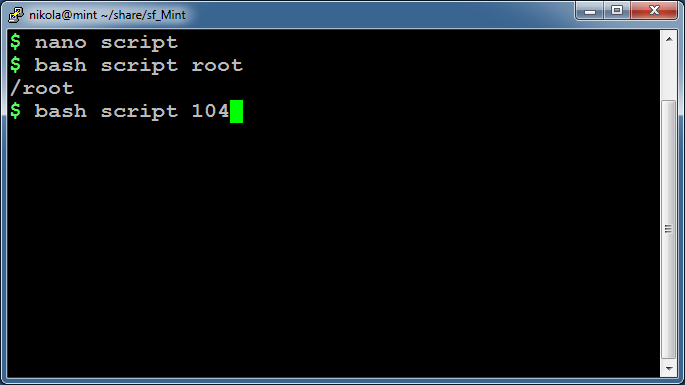 nikola@mint ~/share/sf_Mint
$ nano script
$ bash script root
/root
$ bash script 104